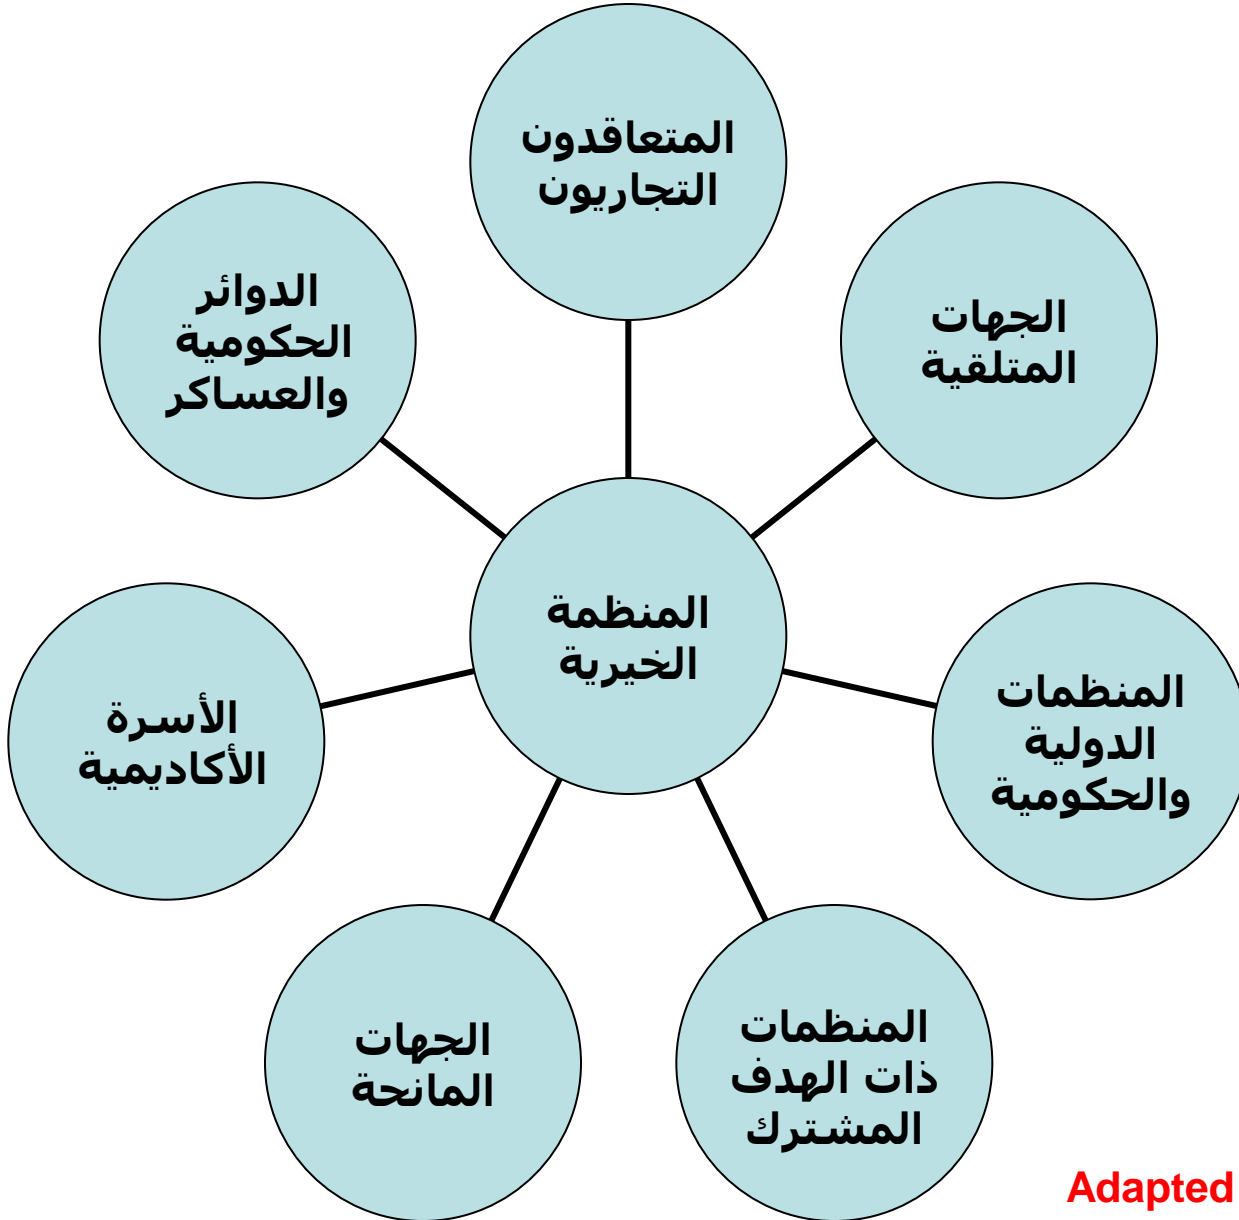 المتعاقدون
التجاريون
الجهات
المتلقية
الدوائر
الحكومية
والعساكر
المنظمة
الخيرية
المنظمات
الدولية
والحكومية
الأسرة
الأكاديمية
المنظمات
ذات الهدف
المشترك
الجهات
المانحة
Adapted